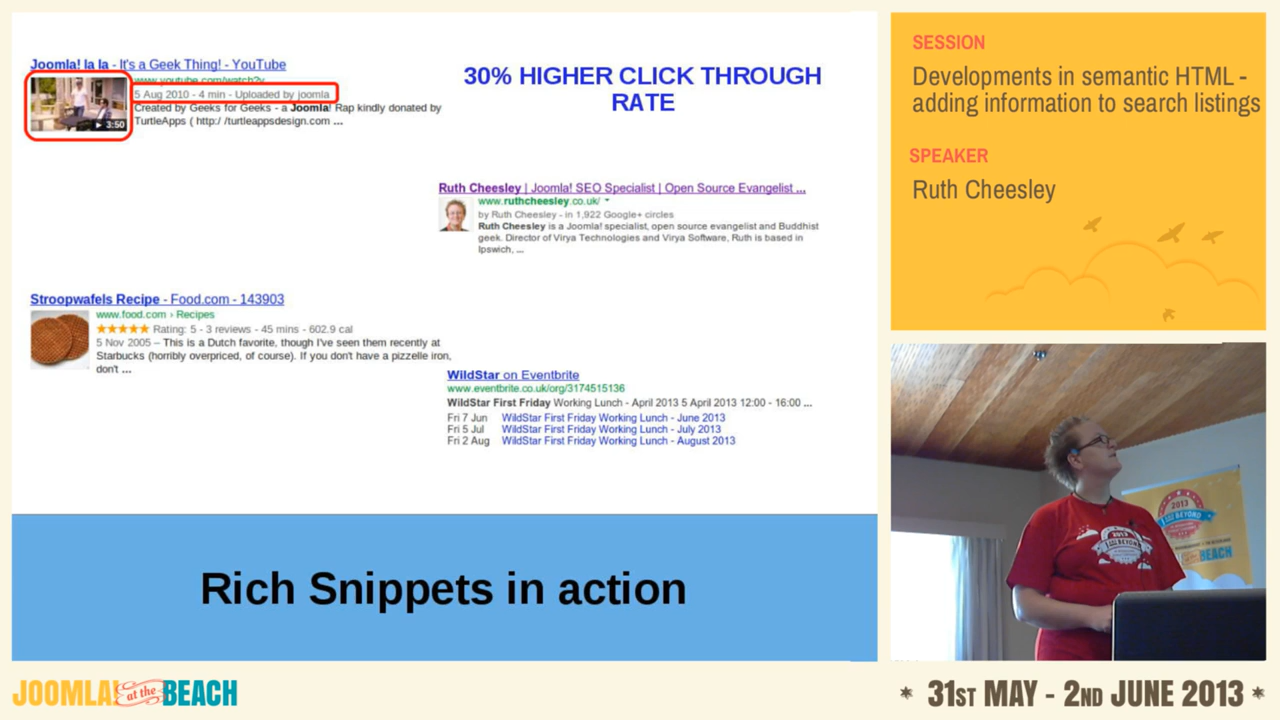 Joomla! la la - It's a Geek Thing! - YouTube
www.youtube.com/watch?v
5 Aug 2010 - 4 min - Uploaded by joomla
3:50
Created by Geeks for Geeks - a Joomla! Rap kindly donated by
TurtleApps ( http:/ /turtleappsdesign.com ...
30% HIGHER CLICK THROUGH
RATE
Ruth Cheesley | Joomla! SEO Specialist | Open Source Evangelist ...
www.ruthcheesley.co.uk/
by Ruth Cheesley - in 1,922 Google+ circles
Ruth Cheesley is a Joomla! specialist, open source evangelist and Buddhist
geek. Director of Virya Technologies and Virya Software, Ruth is based in
Ipswich, ...
Stroopwafels Recipe - Food.com - 143903
www.food.com › Recipes
Rating: 5 - 3 reviews - 45 mins - 602.9 cal
5 Nov 2005 – This is a Dutch favorite, though I've seen them recently at
Starbucks (horribly overpriced, of course). If you don't have a pizzelle iron,
don't ...
WildStar on Eventbrite
www.eventbrite.co.uk/org/3174515136
WildStar First Friday Working Lunch - April 2013 5 April 2013 12:00 - 16:00 ...
Fri 7 Jun WildStar First Friday Working Lunch - June 2013
Fri 5 Jul WildStar First Friday Working Lunch - July 2013
Fri 2 Aug WildStar First Friday Working Lunch - August 2013
Rich Snippets in action
SESSION
Developments in semantic HTML -
adding information to search listings
SPEAKER
Ruth Cheesley
2013
BEYOND
BEACH
2013
BEYOND
JOOMLA! at the BEACH
31ST MAY - 2ND JUNE 2013